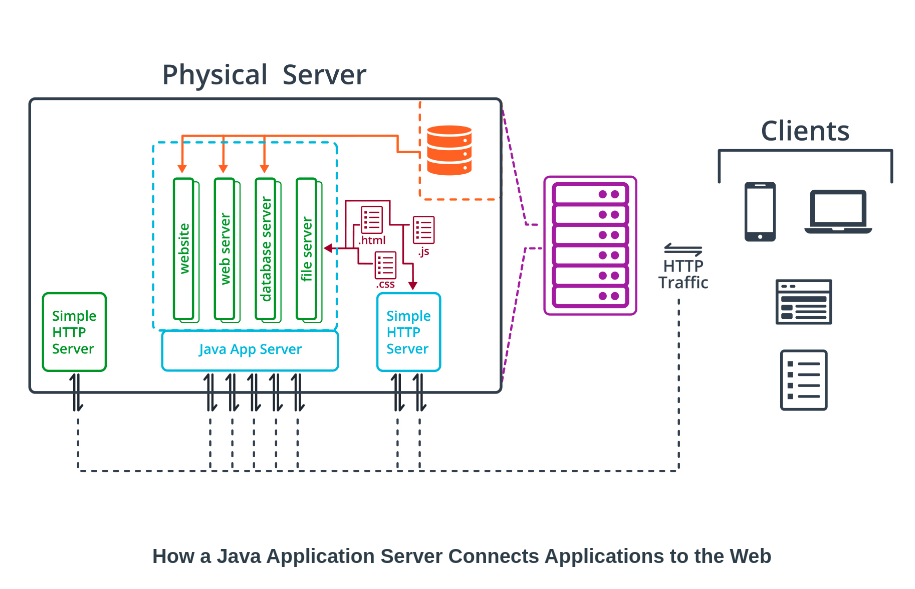 Physical Server
Clients
website
web server
database server
file server
.html
.js
.css
HTTP
Traffic
Simple
HTTP
Server
Java App Server
Simple
HTTP
Server
How a Java Application Server Connects Applications to the Web